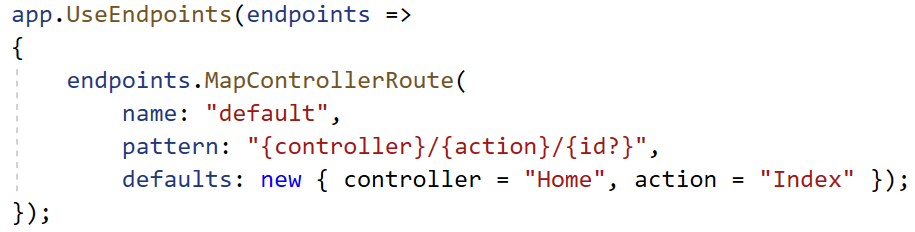 app.UseEndpoints(endpoints =>
{
    endpoints.MapControllerRoute(
        name: "default",
        pattern: "{controller}/{action}/{id?}",
        defaults: new { controller = "Home", action = "Index" });
});